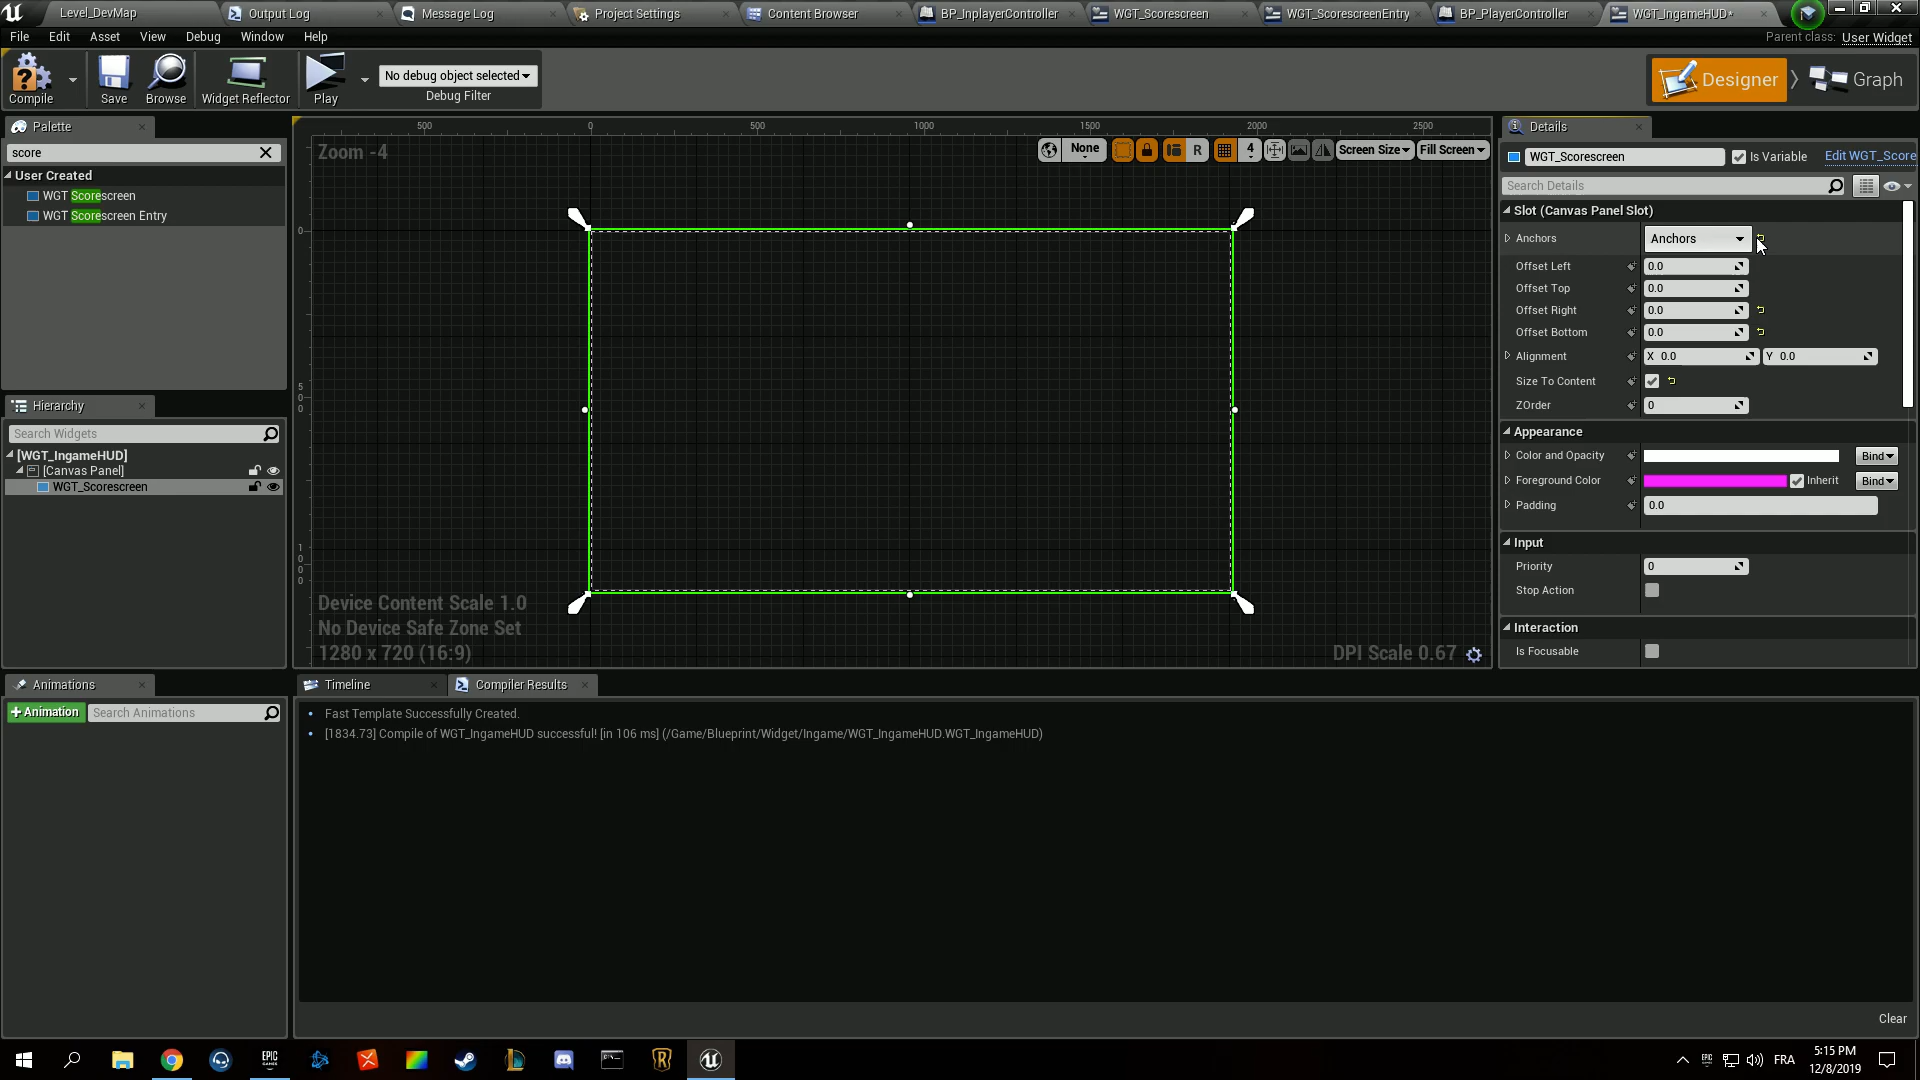 Level_DevMap
Output Log
Message Log
Project Settings
Content Browser
BP_InplayerController
WGT_Scorescreen
WGT_ScorescreenEntry
BP_PlayerController
WGT_IngameHUD*
File Edit Asset View Debug Window Help
Parent class: User Widget
Compile
Save
Browse
Widget Reflector
Play
No debug object selected
Debug Filter
Designer
Graph
Palette
score
User Created
WGT Scorescreen
WGT Scorescreen Entry
Hierarchy
Search Widgets
[WGT_IngameHUD]
[Canvas Panel]
WGT_Scorescreen
Animations
+Animation
Search Animations
500 0 500 1000 1500 2000 2500
0
500
1000
Zoom -4
None
R
4
Screen Size
Fill Screen
Device Content Scale 1.0
No Device Safe Zone Set
1280 x 720 (16:9)
DPI Scale 0.67
Details
WGT_Scorescreen
Is Variable
Edit WGT_Score
Search Details
Slot (Canvas Panel Slot)
Anchors Anchors
Offset Left 0.0
Offset Top 0.0
Offset Right 0.0
Offset Bottom 0.0
Alignment X 0.0 Y 0.0
Size To Content
ZOrder 0
Appearance
Color and Opacity Bind
Foreground Color Inherit Bind
Padding 0.0
Input
Priority 0
Stop Action
Interaction
Is Focusable
Timeline
Compiler Results
Fast Template Successfully Created.
[1834.73] Compile of WGT_IngameHUD successful! [in 106 ms] (/Game/Blueprint/Widget/Ingame/WGT_IngameHUD.WGT_IngameHUD)
Clear
EPIC GAMES
FRA
5:15 PM
12/8/2019